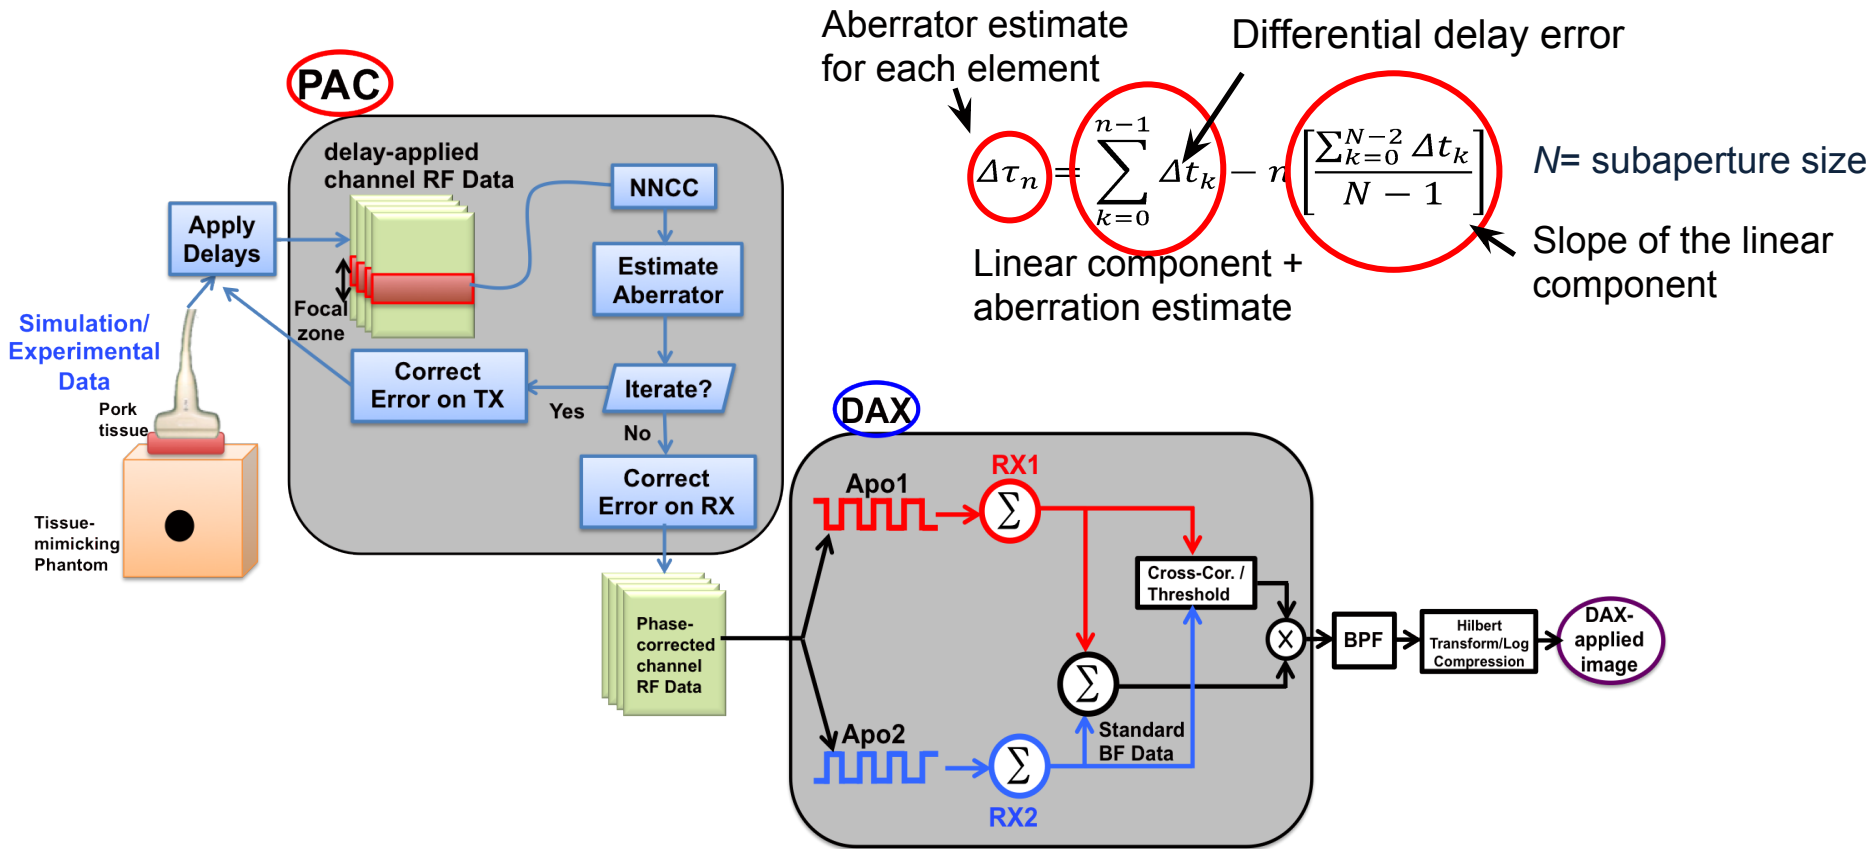 Aberrator estimate
for each element
Differential delay error
Δτₙ = ∑_{k=0}^{n−1} Δt_k − n [ ∑_{k=0}^{N−2} Δt_k / (N − 1) ]
N= subaperture size
Linear component +
aberration estimate
Slope of the linear
component
PAC
delay-applied
channel RF Data
NNCC
Apply
Delays
Estimate
Aberrator
Focal
zone
Simulation/
Experimental
Data
Correct
Error on TX
Iterate?
Yes
No
Pork
tissue
Correct
Error on RX
Tissue-
mimicking
Phantom
Phase-
corrected
channel
RF Data
DAX
Apo1
RX1
∑
Cross-Cor. /
Threshold
∑
X
BPF
Hilbert
Transform/Log
Compression
DAX-
applied
image
Apo2
∑
RX2
Standard
BF Data